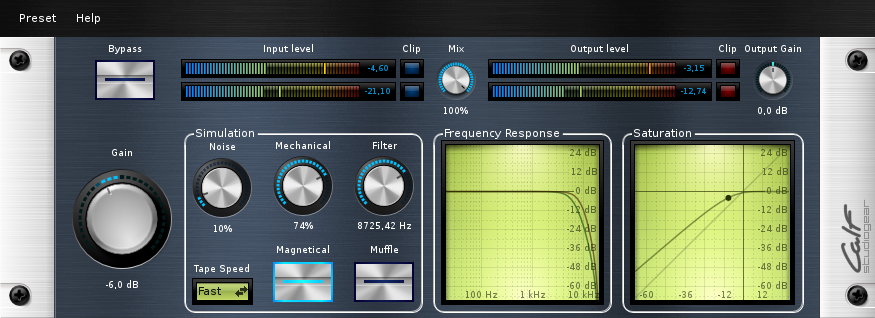 Preset Help
Bypass Input level Clip Mix Output level Clip Output Gain
-4,60 -3,15
-21,10 -12,74
100% 0,0 dB
Gain
-6,0 dB
Simulation
Noise Mechanical Filter
10% 74% 8725,42 Hz
Magnetical Muffle
Tape Speed
Fast
Frequency Response
24 dB
12 dB
0 dB
-12 dB
-24 dB
-36 dB
-48 dB
-60 dB
100 Hz 1 kHz 10 kHz
Saturation
24 dB
12 dB
0 dB
-12 dB
-24 dB
-36 dB
-48 dB
-60 dB
-60 -36 -12 12
Calf
studiogear